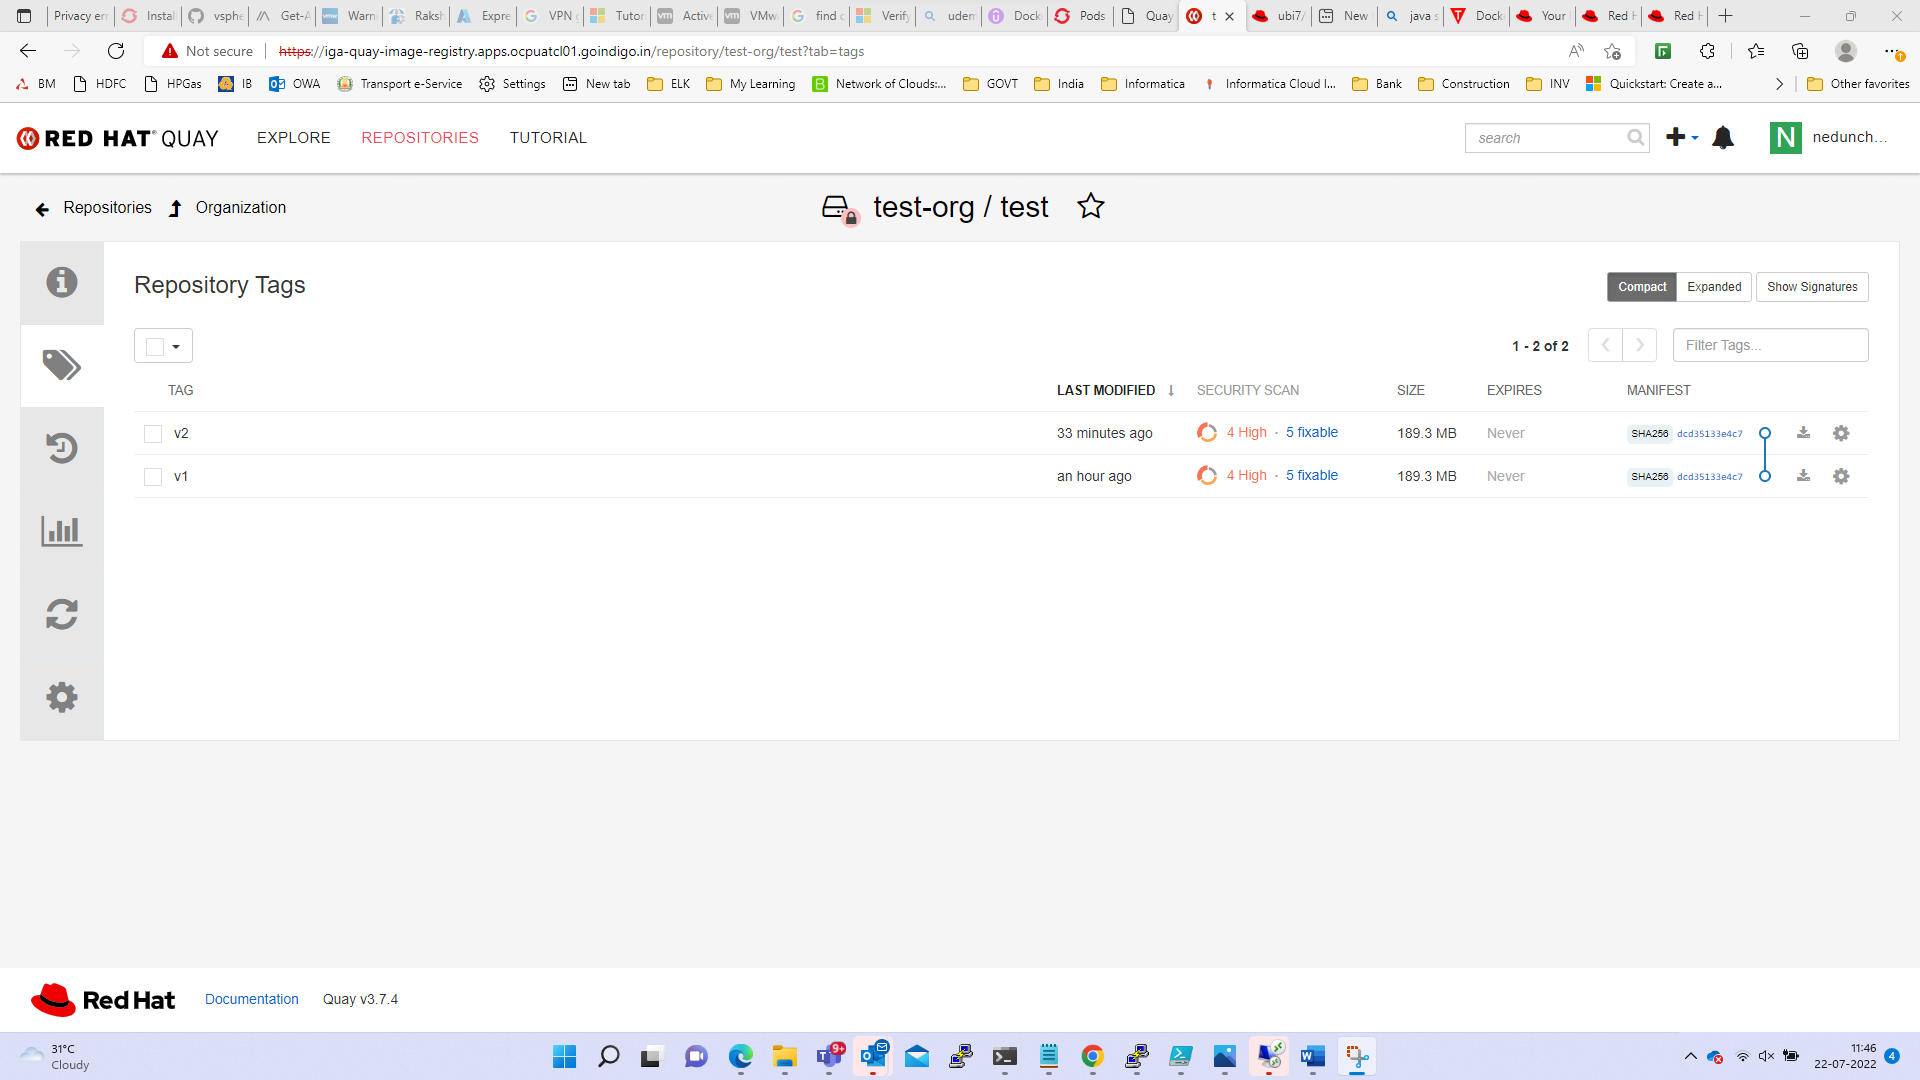 Privacy err
Instal
vsphe
Get-A
Warn
Raksh
Expre
VPN g
Tutor
Active
VMwa
find c
Verify
udem
Dock
Pods
Quay
t
ubi7/
New
java s
Dock
Your
Red H
Red H
Not secure
https://iga-quay-image-registry.apps.ocpuatcl01.goindigo.in/repository/test-org/test?tab=tags
BM
HDFC
HPGas
IB
OWA
Transport e-Service
Settings
New tab
ELK
My Learning
Network of Clouds:...
GOVT
India
Informatica
Informatica Cloud I...
Bank
Construction
INV
Quickstart: Create a...
Other favorites
RED HAT QUAY
EXPLORE
REPOSITORIES
TUTORIAL
search
N
nedunch...
Repositories
Organization
test-org / test
Repository Tags
Compact
Expanded
Show Signatures
1 - 2 of 2
Filter Tags...
TAG LAST MODIFIED SECURITY SCAN SIZE EXPIRES MANIFEST
v2 33 minutes ago 4 High · 5 fixable 189.3 MB Never SHA256 dcd35133e4c7
v1 an hour ago 4 High · 5 fixable 189.3 MB Never SHA256 dcd35133e4c7
Red Hat
Documentation
Quay v3.7.4
31°C
Cloudy
9+
11:46
22-07-2022
4